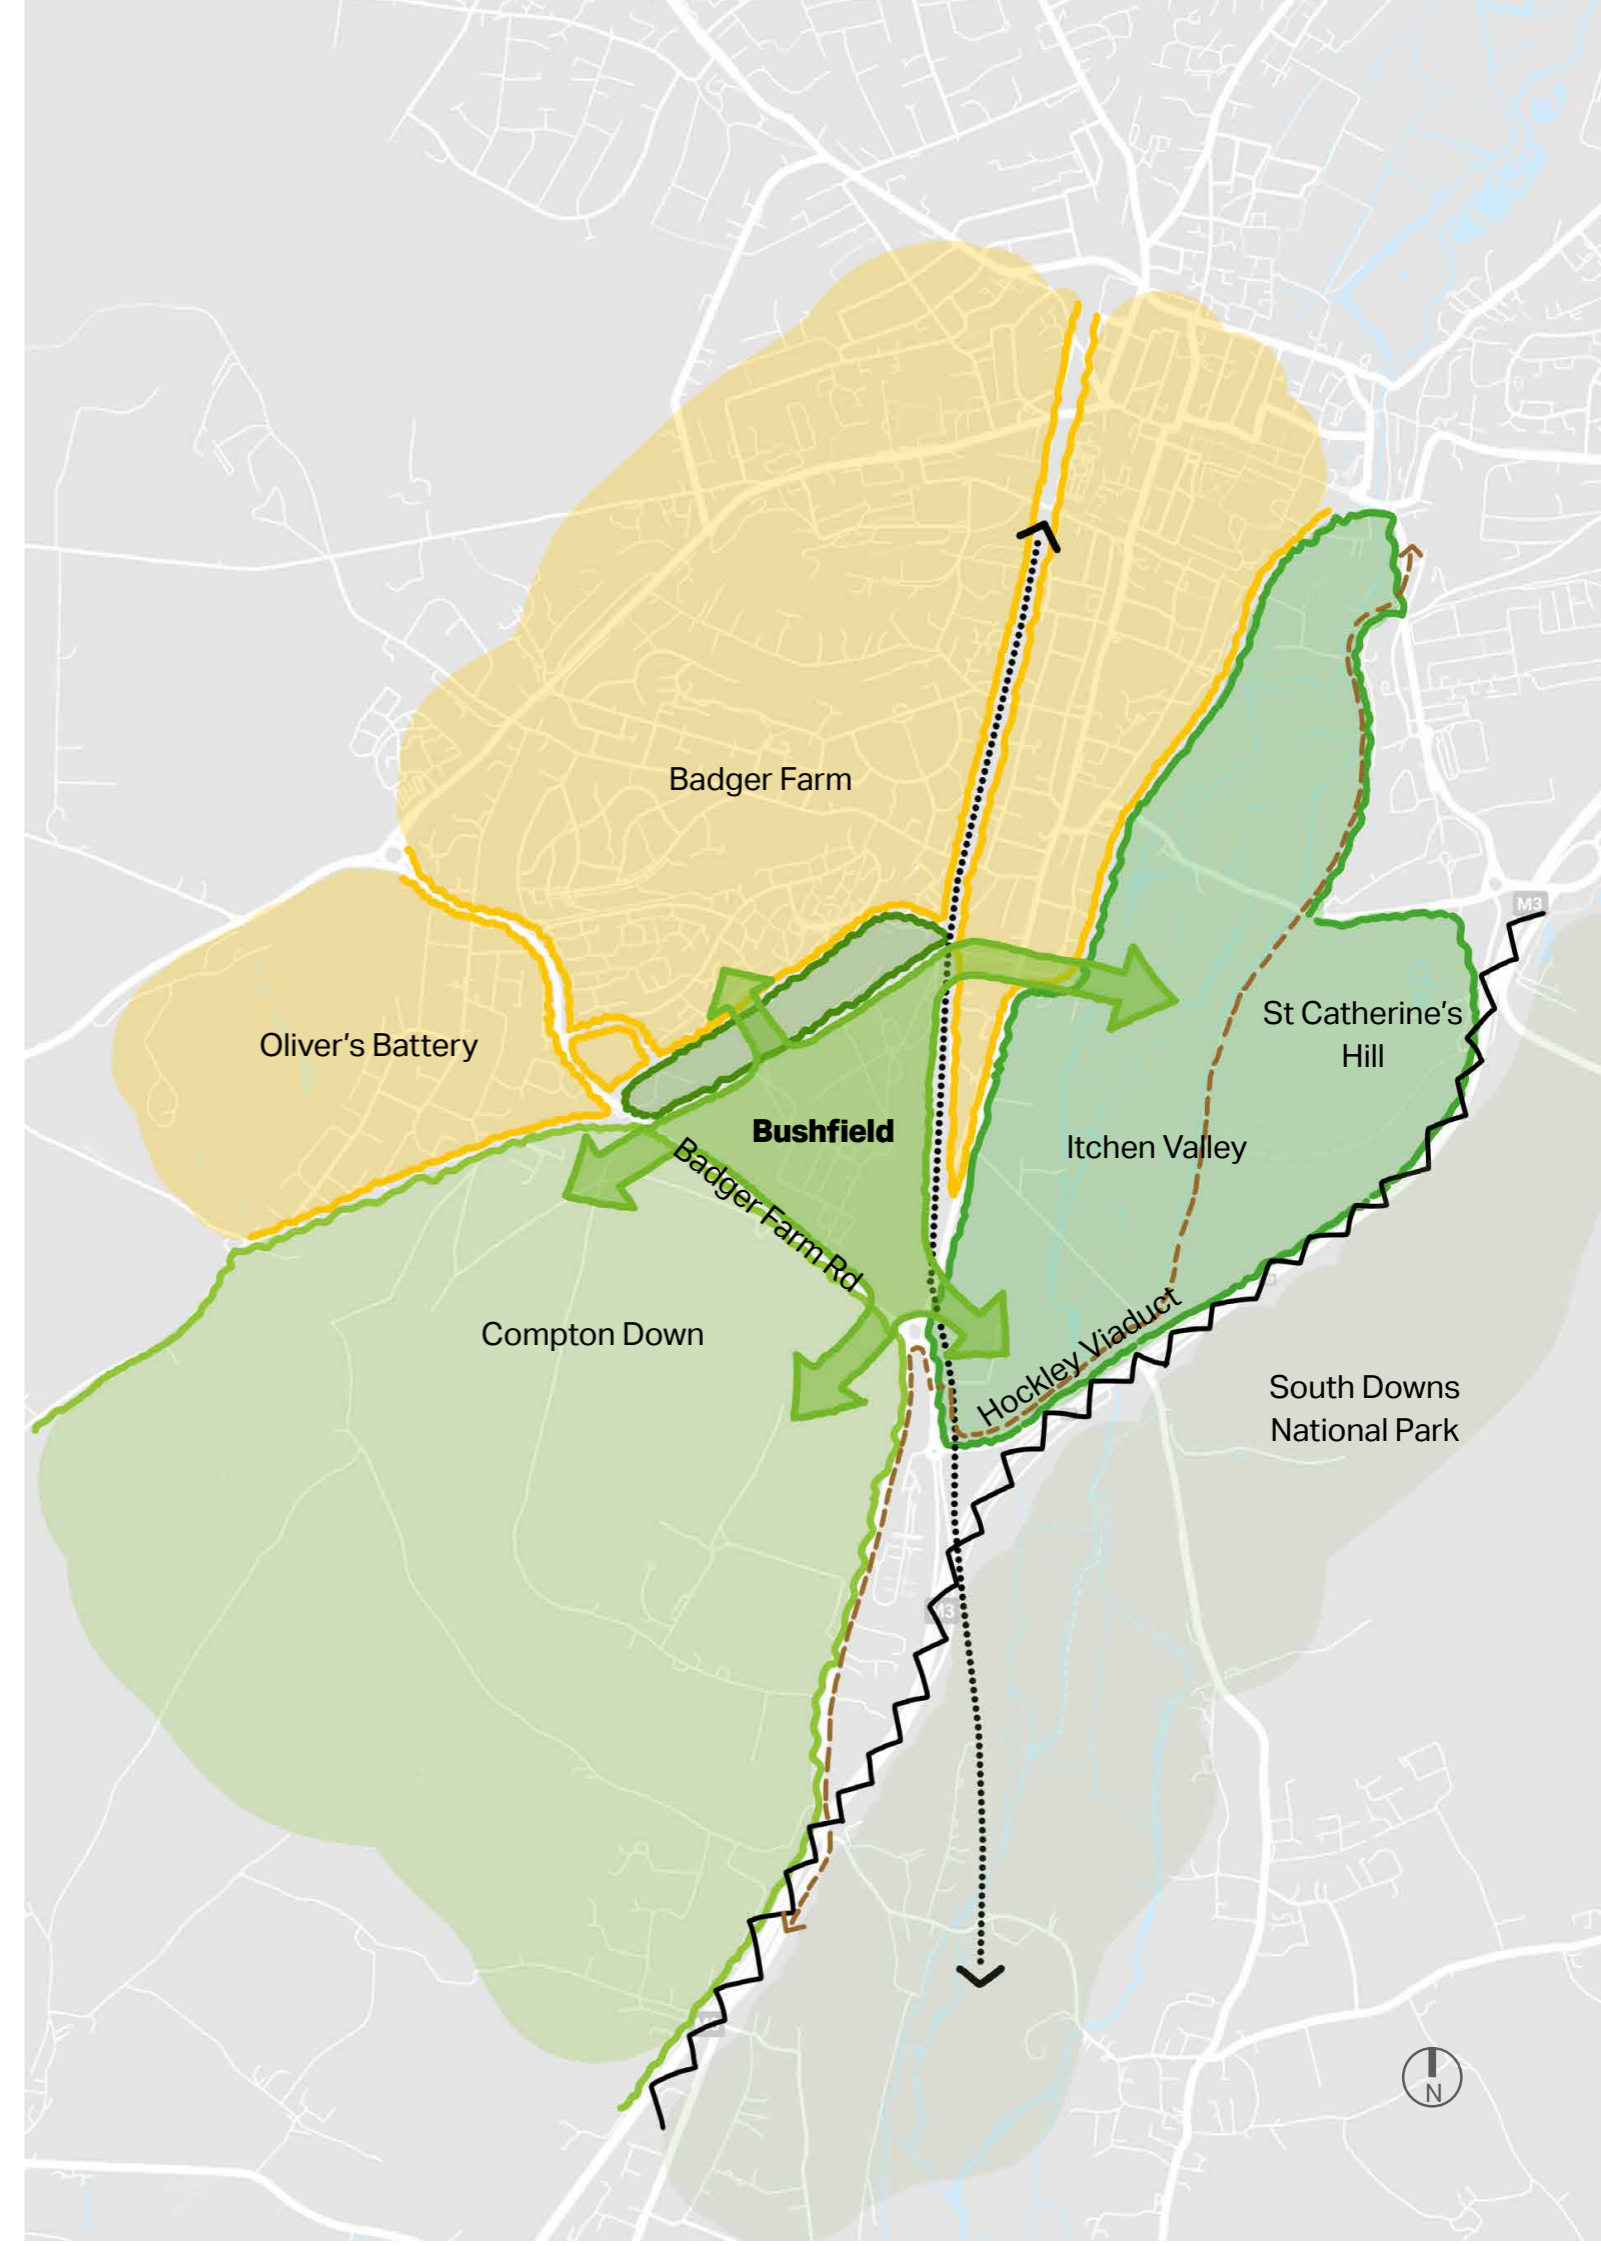 Badger Farm
M3
Oliver's Battery
St Catherine's
Hill
Bushfield
Itchen Valley
Badger Farm Rd
Compton Down
Hockley Viaduct
South Downs
National Park
M3
N